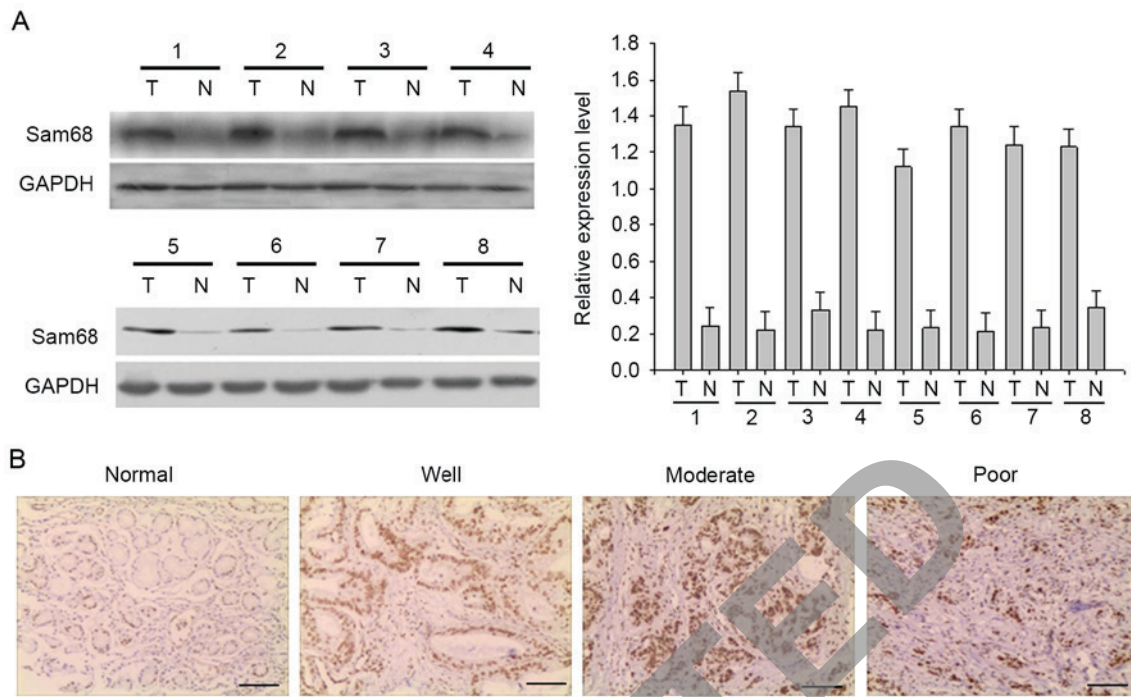 A
1 2 3 4
T N T N T N T N
Sam68
GAPDH
5 6 7 8
T N T N T N T N
Sam68
GAPDH
Relative expression level
1.8
1.6
1.4
1.2
1.0
0.8
0.6
0.4
0.2
0.0
T N T N T N T N T N T N T N T N
1 2 3 4 5 6 7 8
B
Normal Well Moderate Poor
TED